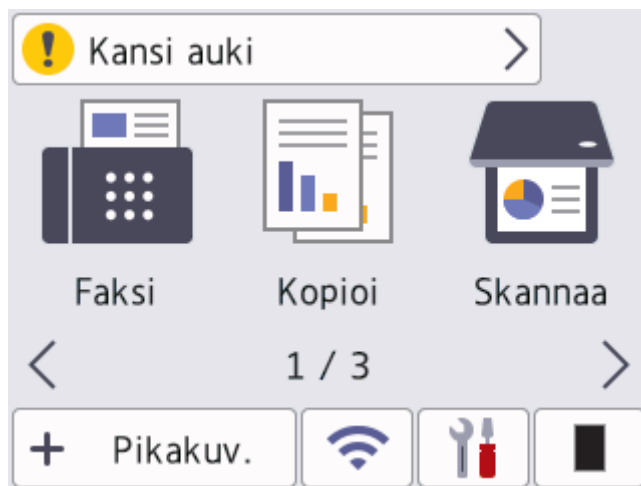 Kansi auki
Faksi
Kopioi
Skannaa
1 / 3
Pikakuv.